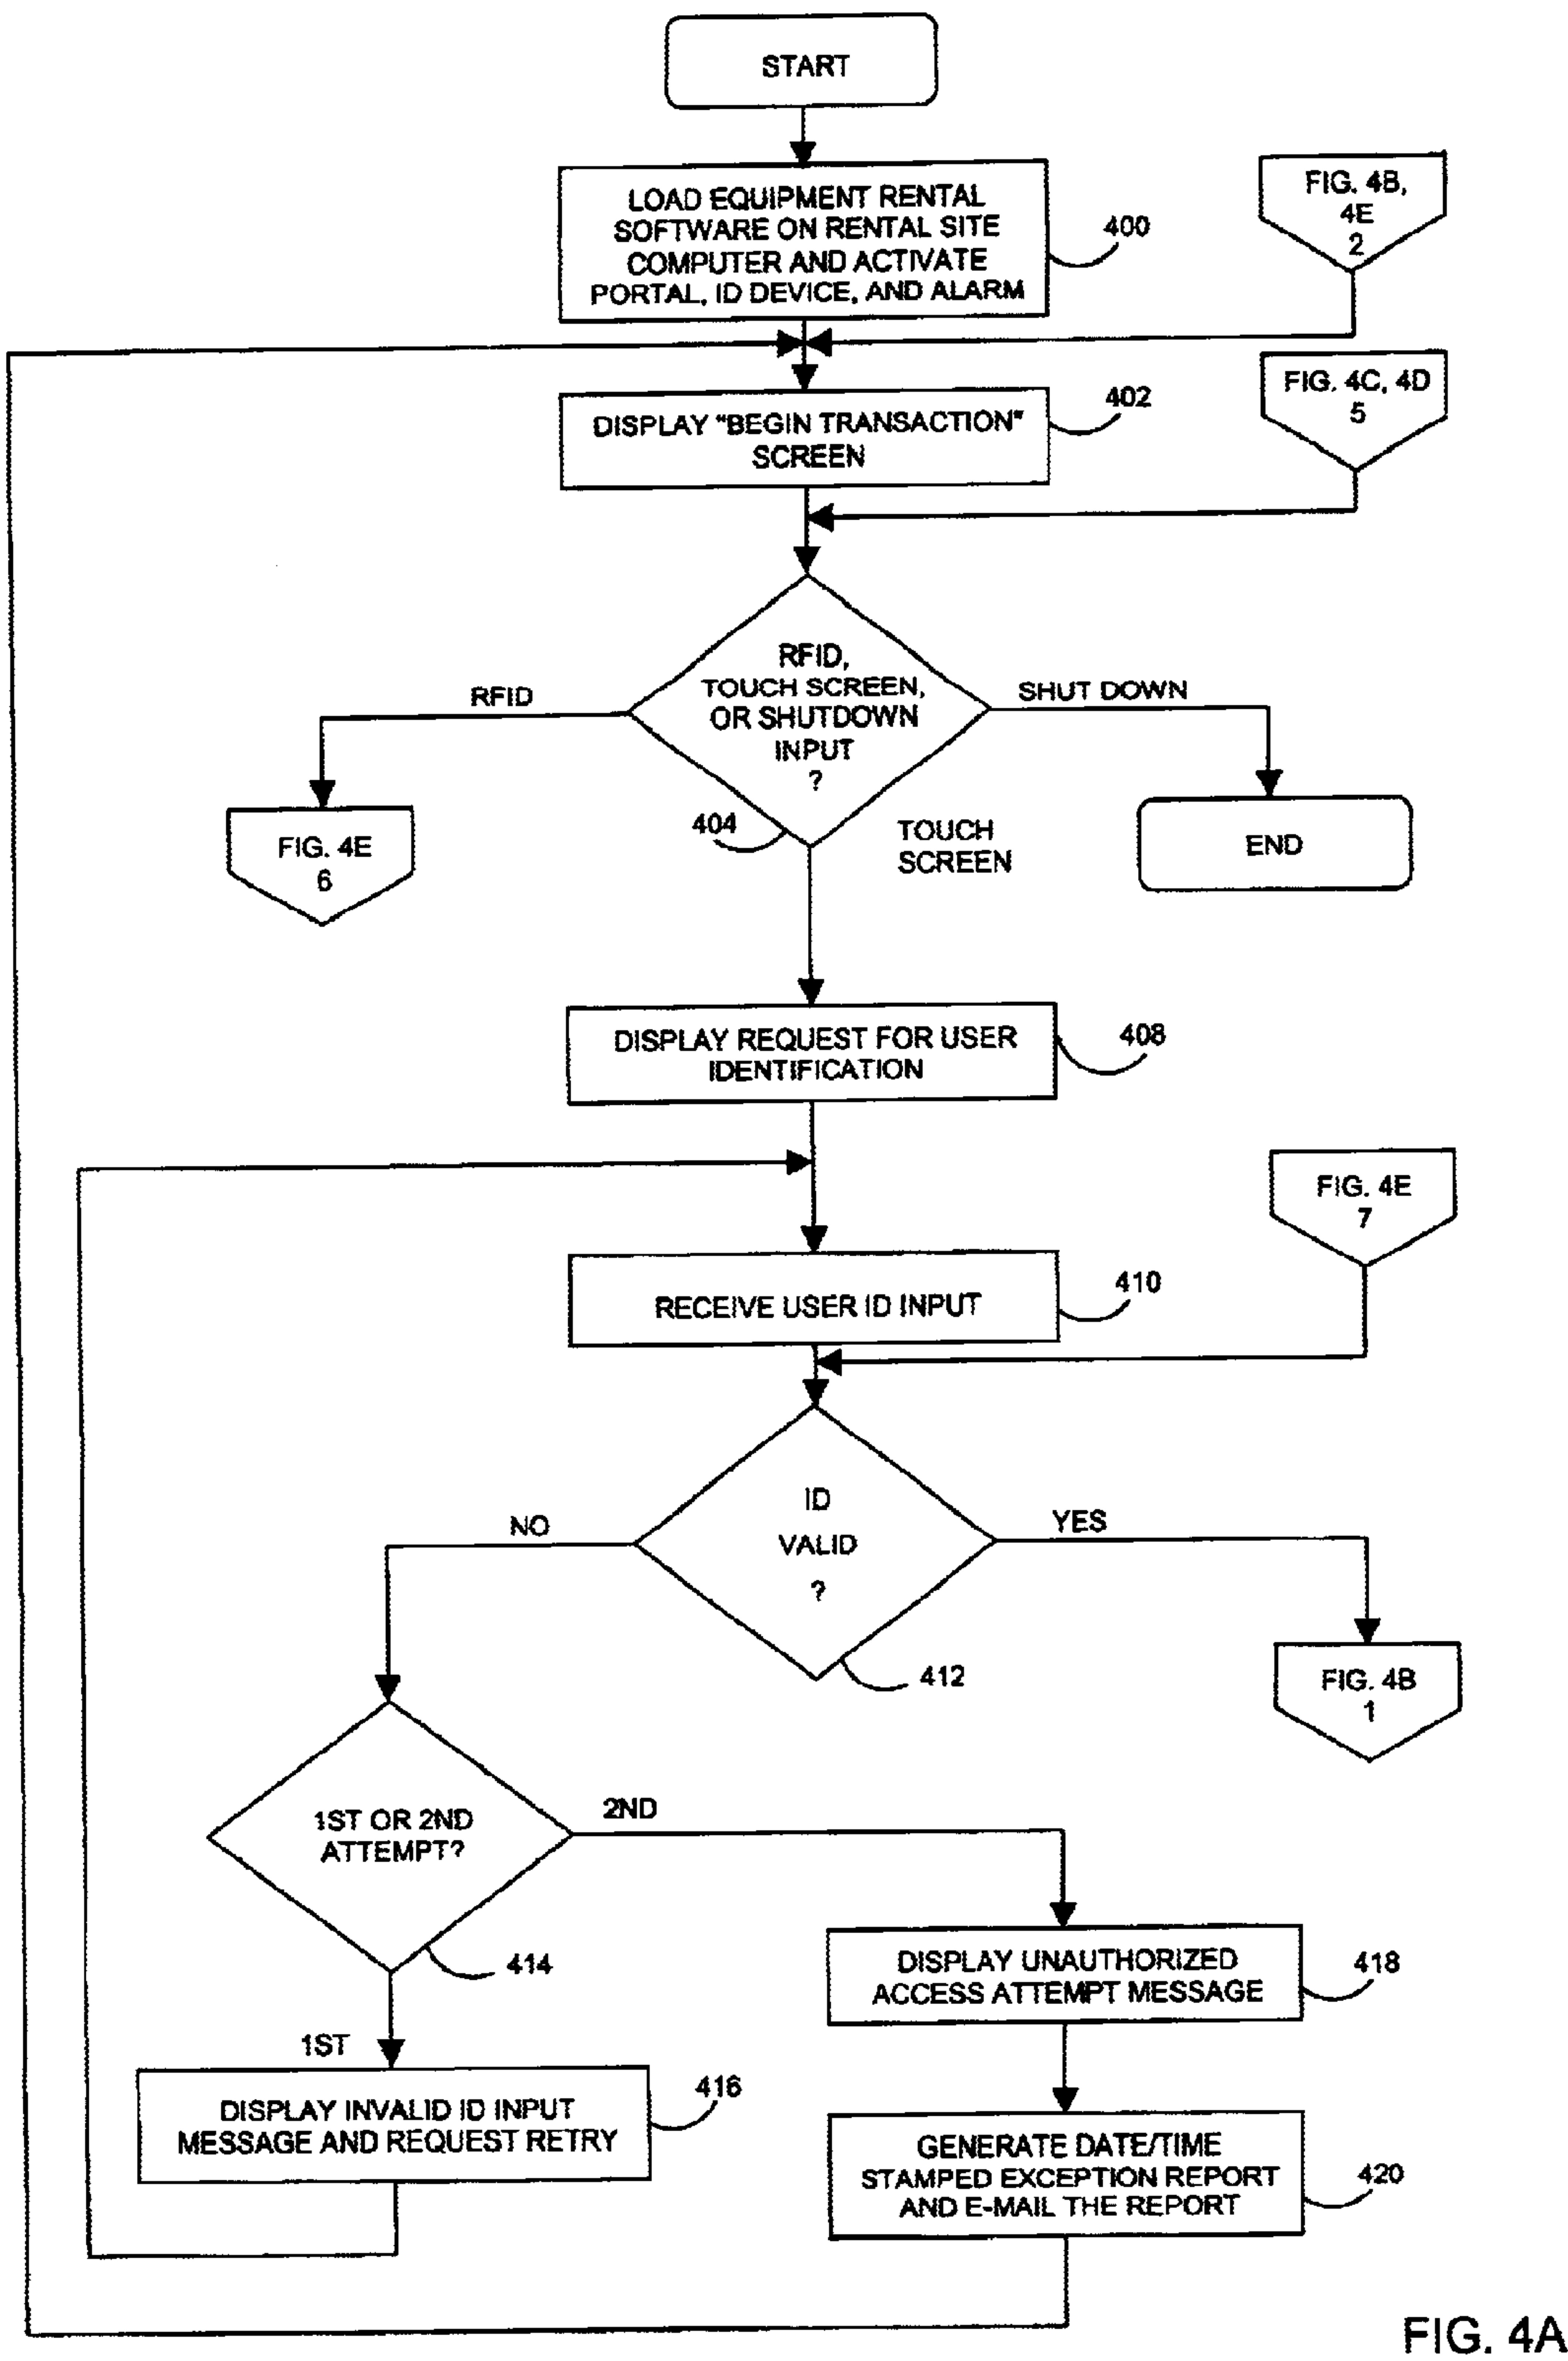 START
LOAD EQUIPMENT RENTAL
SOFTWARE ON RENTAL SITE
COMPUTER AND ACTIVATE
PORTAL, ID DEVICE, AND ALARM
400
FIG. 4B,
4E
2
DISPLAY "BEGIN TRANSACTION"
SCREEN
402
FIG. 4C, 4D
5
RFID,
TOUCH SCREEN,
OR SHUTDOWN
INPUT
?
RFID
SHUT DOWN
404
TOUCH
SCREEN
FIG. 4E
6
END
DISPLAY REQUEST FOR USER
IDENTIFICATION
408
FIG. 4E
7
RECEIVE USER ID INPUT
410
ID
VALID
?
NO
YES
412
FIG. 4B
1
1ST OR 2ND
ATTEMPT?
2ND
414
1ST
DISPLAY UNAUTHORIZED
ACCESS ATTEMPT MESSAGE
418
DISPLAY INVALID ID INPUT
MESSAGE AND REQUEST RETRY
416
GENERATE DATE/TIME
STAMPED EXCEPTION REPORT
AND E-MAIL THE REPORT
420
FIG. 4A